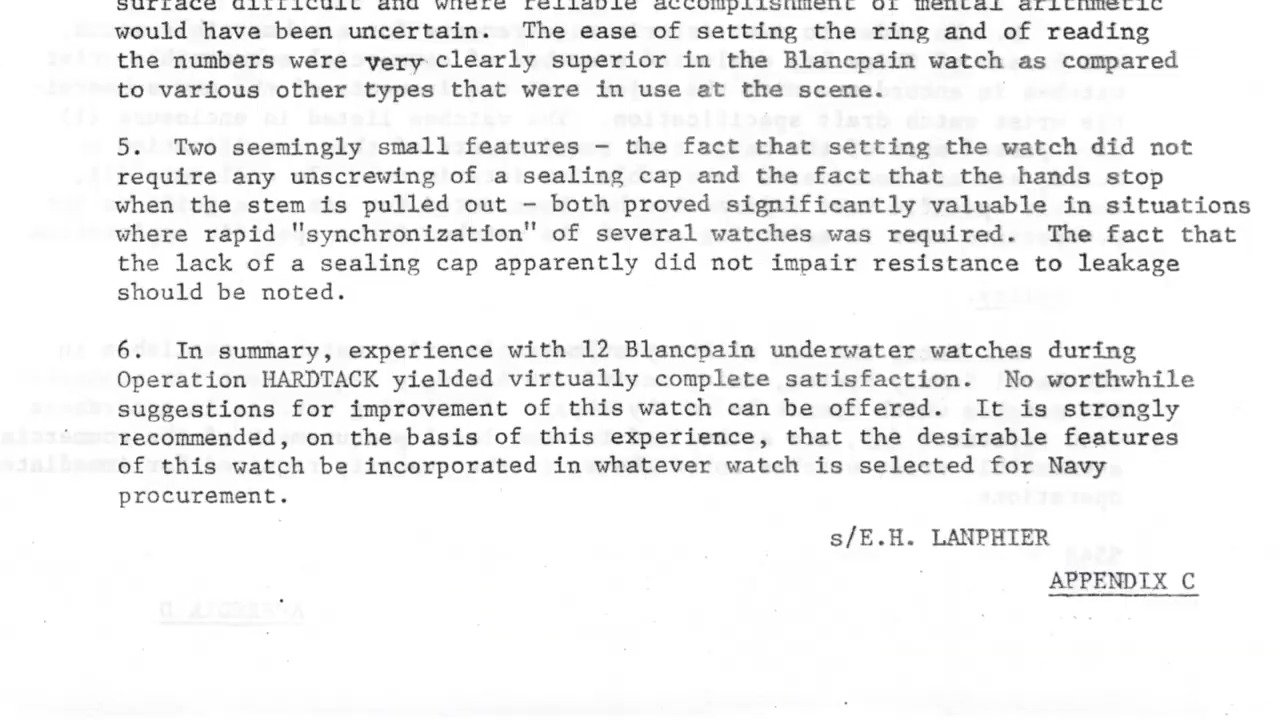 surface difficult and where reliable accomplishment of mental arithmetic
would have been uncertain. The ease of setting the ring and of reading
the numbers were very clearly superior in the Blancpain watch as compared
to various other types that were in use at the scene.
5. Two seemingly small features - the fact that setting the watch did not
require any unscrewing of a sealing cap and the fact that the hands stop
when the stem is pulled out - both proved significantly valuable in situations
where rapid "synchronization" of several watches was required. The fact that
the lack of a sealing cap apparently did not impair resistance to leakage
should be noted.
6. In summary, experience with 12 Blancpain underwater watches during
Operation HARDTACK yielded virtually complete satisfaction. No worthwhile
suggestions for improvement of this watch can be offered. It is strongly
recommended, on the basis of this experience, that the desirable features
of this watch be incorporated in whatever watch is selected for Navy
procurement.
s/E.H. LANPHIER
APPENDIX C